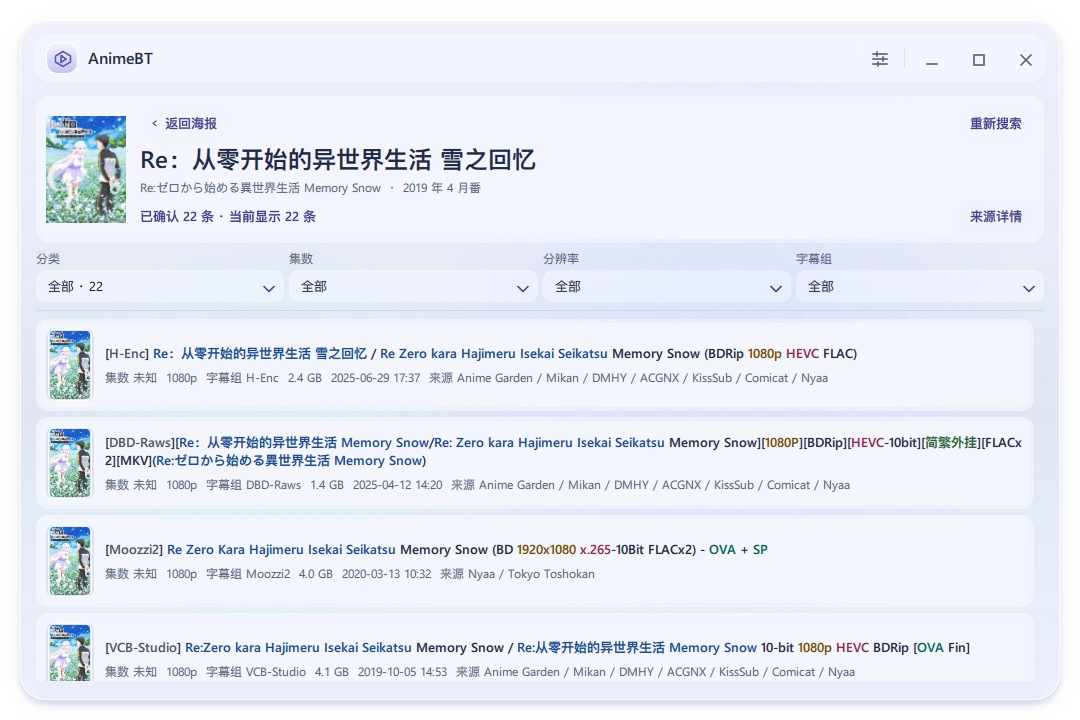 AnimeBT
返回海报
重新搜索
Re：从零开始的异世界生活 雪之回忆
Re:ゼロから始める異世界生活 Memory Snow · 2019 年 4 月番
已确认 22 条 · 当前显示 22 条
来源详情
分类
集数
分辨率
字幕组
全部 · 22
全部
全部
全部
[H-Enc] Re：从零开始的异世界生活 雪之回忆 / Re Zero kara Hajimeru Isekai Seikatsu Memory Snow (BDRip 1080p HEVC FLAC)
集数 未知 1080p 字幕组 H-Enc 2.4 GB 2025-06-29 17:37 来源 Anime Garden / Mikan / DMHY / ACGNX / KissSub / Comicat / Nyaa
[DBD-Raws][Re：从零开始的异世界生活 Memory Snow/Re: Zero kara Hajimeru Isekai Seikatsu Memory Snow][1080P][BDRip][HEVC-10bit][简繁外挂][FLACx
2][MKV](Re:ゼロから始める異世界生活 Memory Snow)
集数 未知 1080p 字幕组 DBD-Raws 1.4 GB 2025-04-12 14:20 来源 Anime Garden / Mikan / DMHY / ACGNX / KissSub / Comicat / Nyaa
[Moozzi2] Re Zero Kara Hajimeru Isekai Seikatsu Memory Snow (BD 1920x1080 x.265-10Bit FLACx2) - OVA + SP
集数 未知 1080p 字幕组 Moozzi2 4.0 GB 2020-03-13 10:32 来源 Nyaa / Tokyo Toshokan
[VCB-Studio] Re:Zero kara Hajimeru Isekai Seikatsu Memory Snow / Re:从零开始的异世界生活 Memory Snow 10-bit 1080p HEVC BDRip [OVA Fin]
集数 未知 1080p 字幕组 VCB-Studio 4.1 GB 2019-10-05 14:53 来源 Anime Garden / Mikan / DMHY / ACGNX / KissSub / Comicat / Nyaa